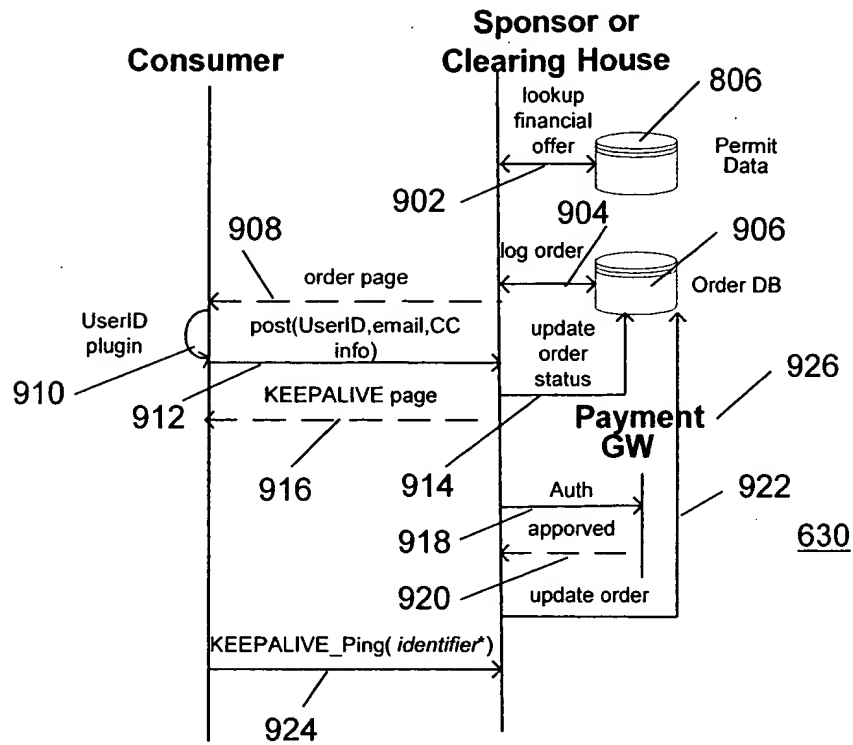 Sponsor or
Consumer
Clearing House
806
lookup
financial
offer
Permit
Data
902
904
908
906
log order
order page
Order DB
UserID
plugin
post(UserID,email,CC
info)
update
order
status
910
926
912
KEEPALIVE page
Payment
GW
916
914
922
Auth
918
apporved
630
920
update order
KEEPALIVE_Ping( identifier*)
924